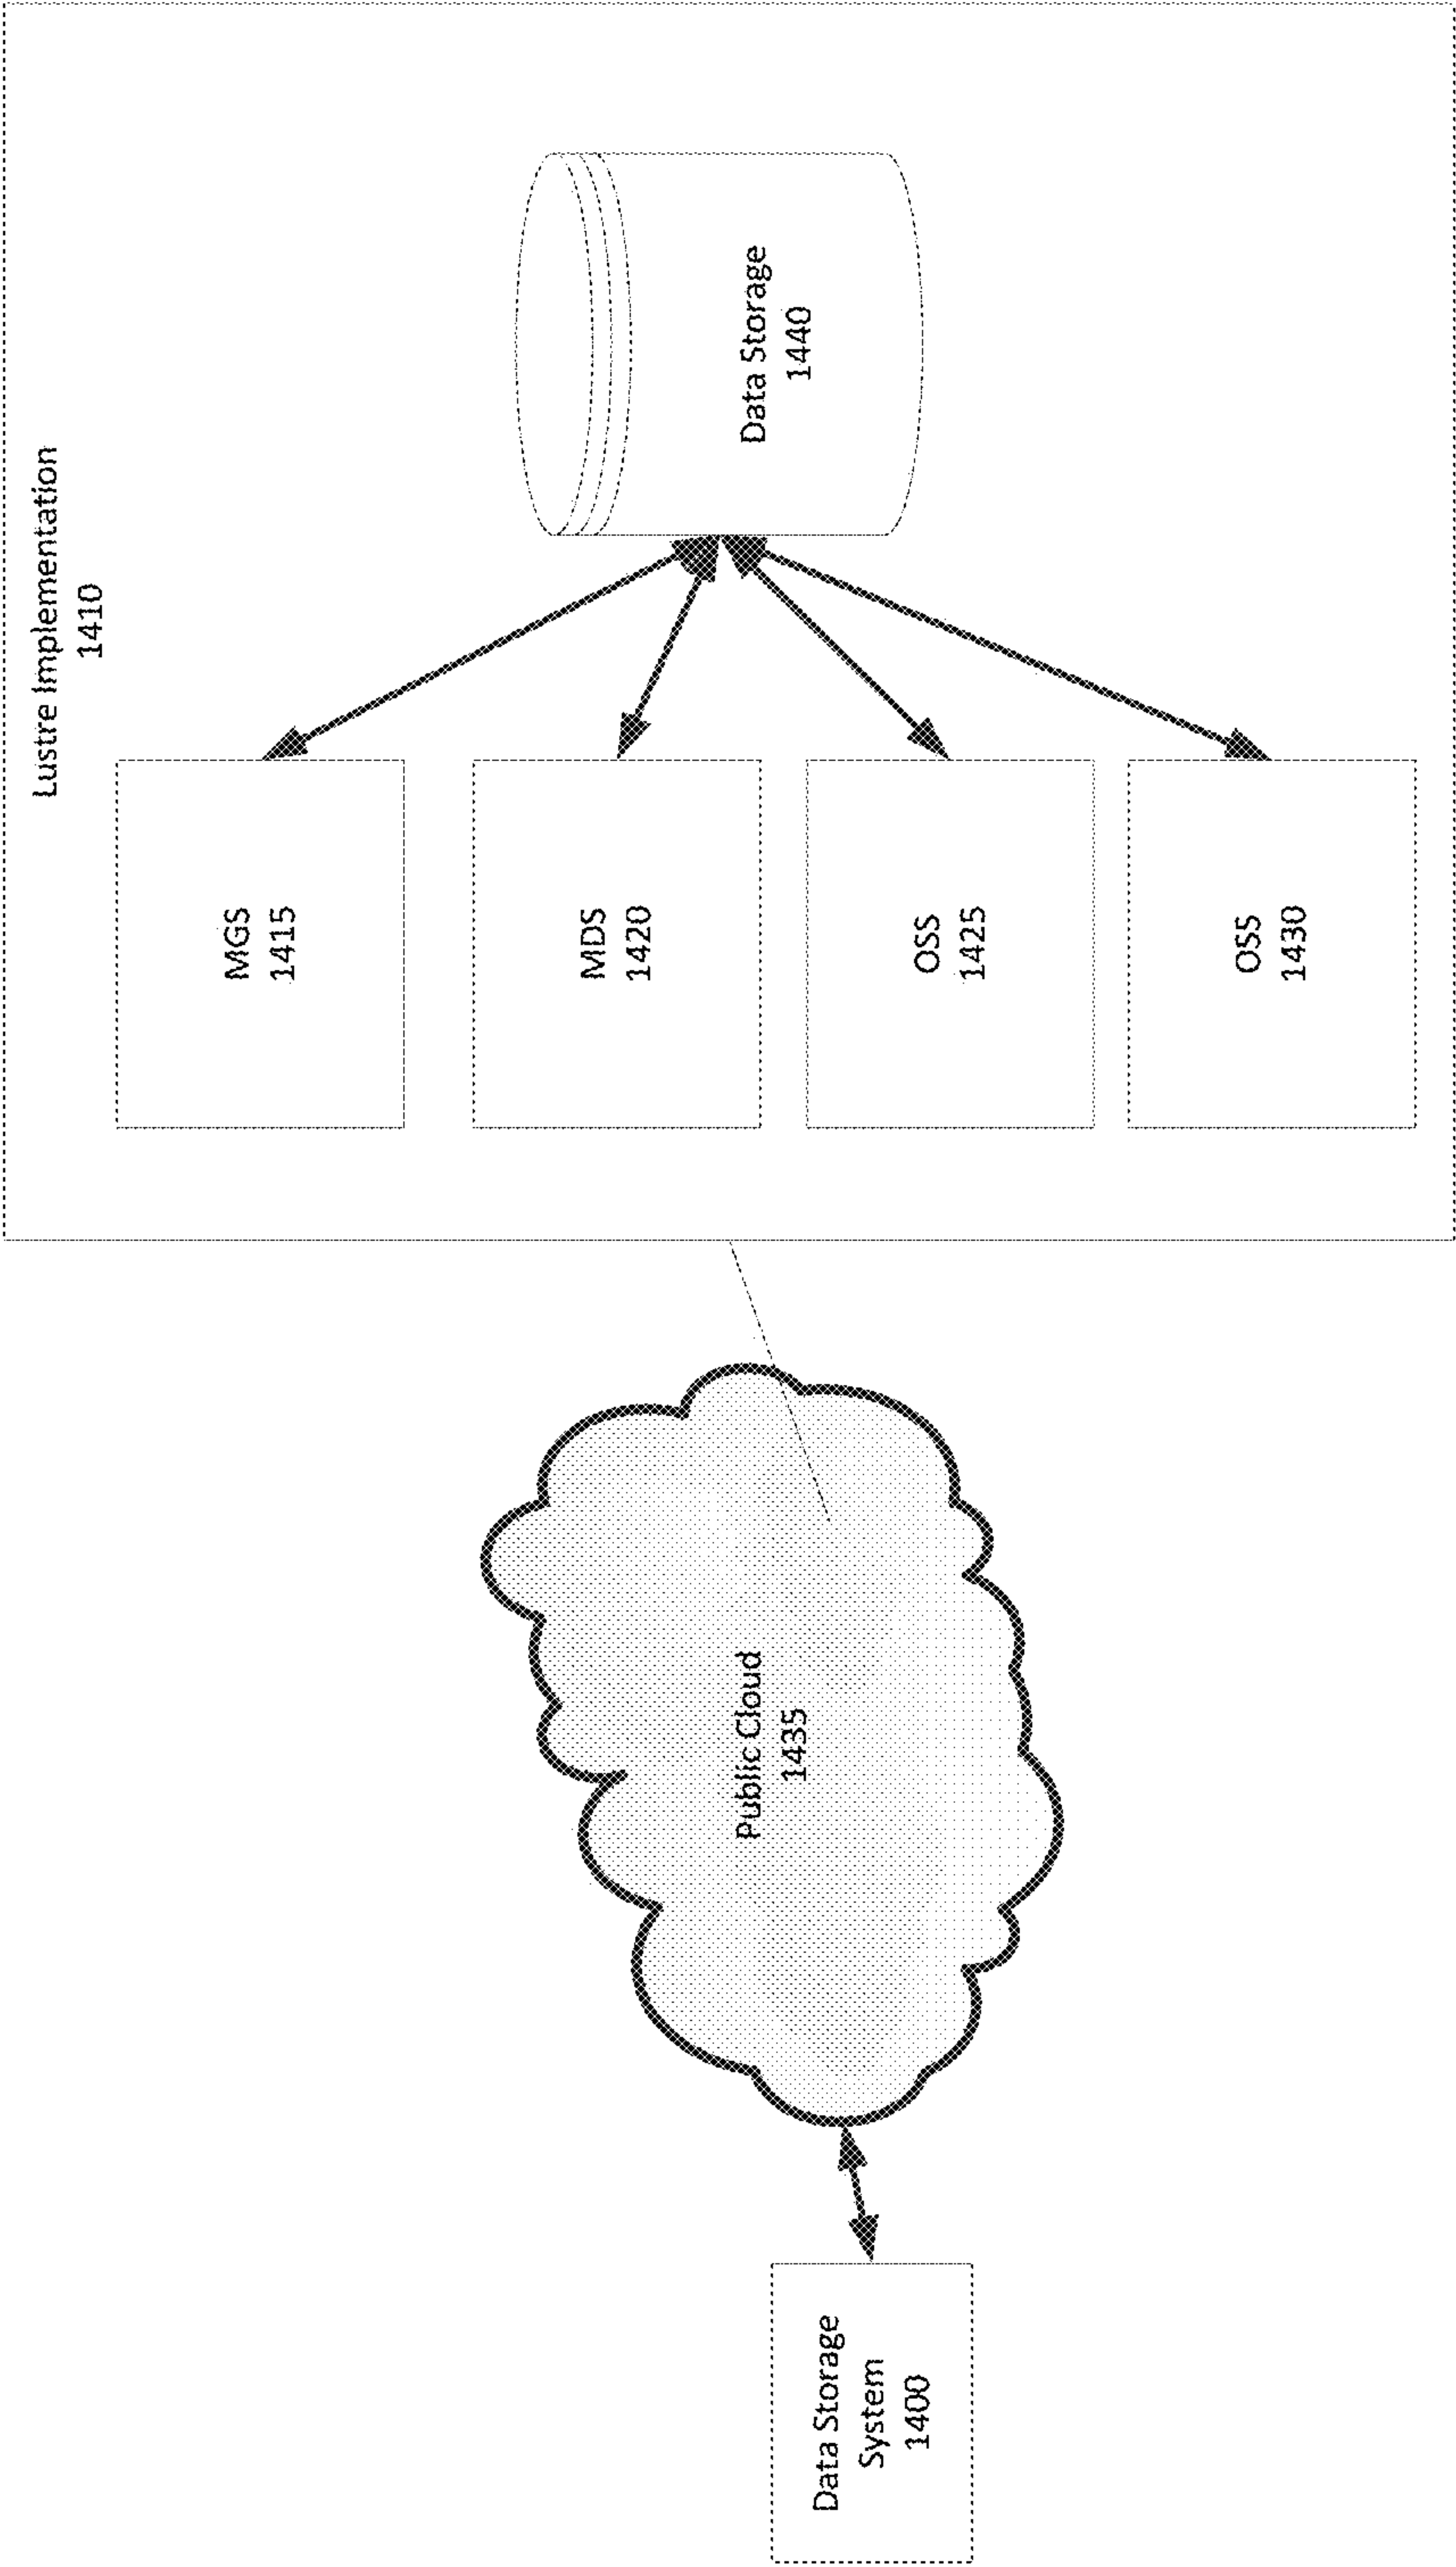 Lustre Implementation
1410
MGS
1415
MDS
1420
OSS
1425
OSS
1430
Data Storage
1440
Public Cloud
1435
Data Storage
System
1400